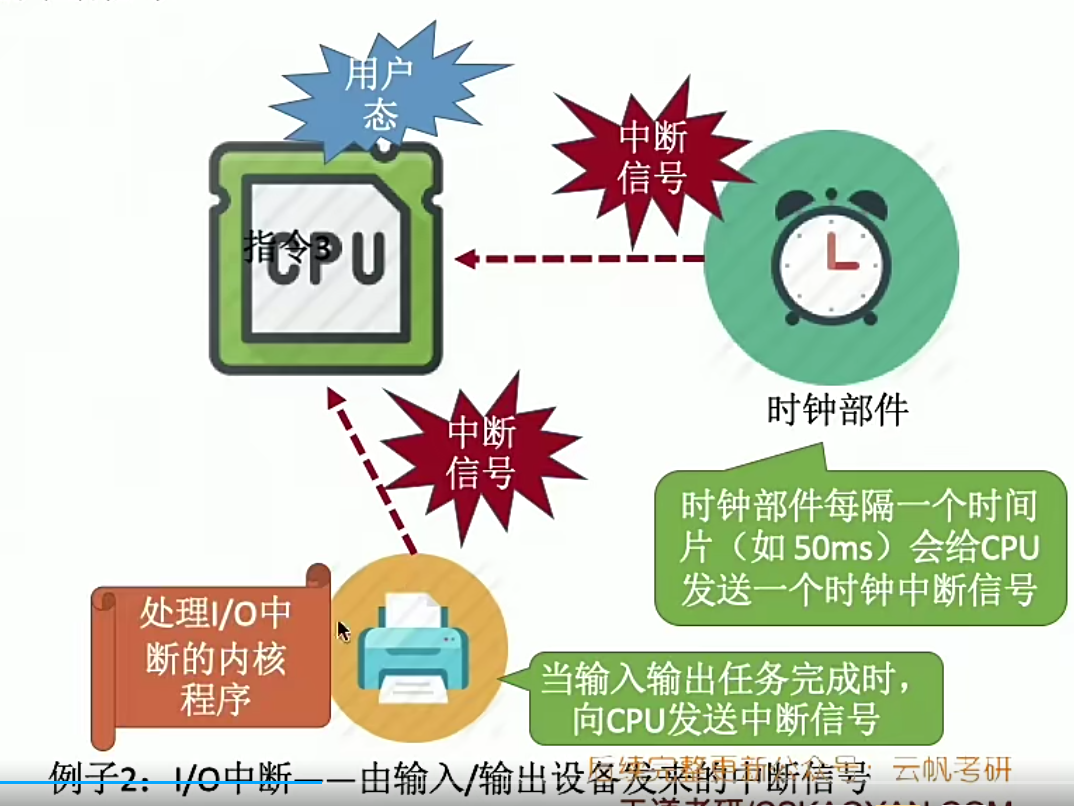 用户
态
中断
信号
指令3
CPU
时钟部件
中断
信号
时钟部件每隔一个时间
片（如 50ms）会给CPU
发送一个时钟中断信号
处理I/O中
断的内核
程序
当输入输出任务完成时，
向CPU发送中断信号
例子2：I/O中断——由输入/输出设备发来的中断信号
云帆考研